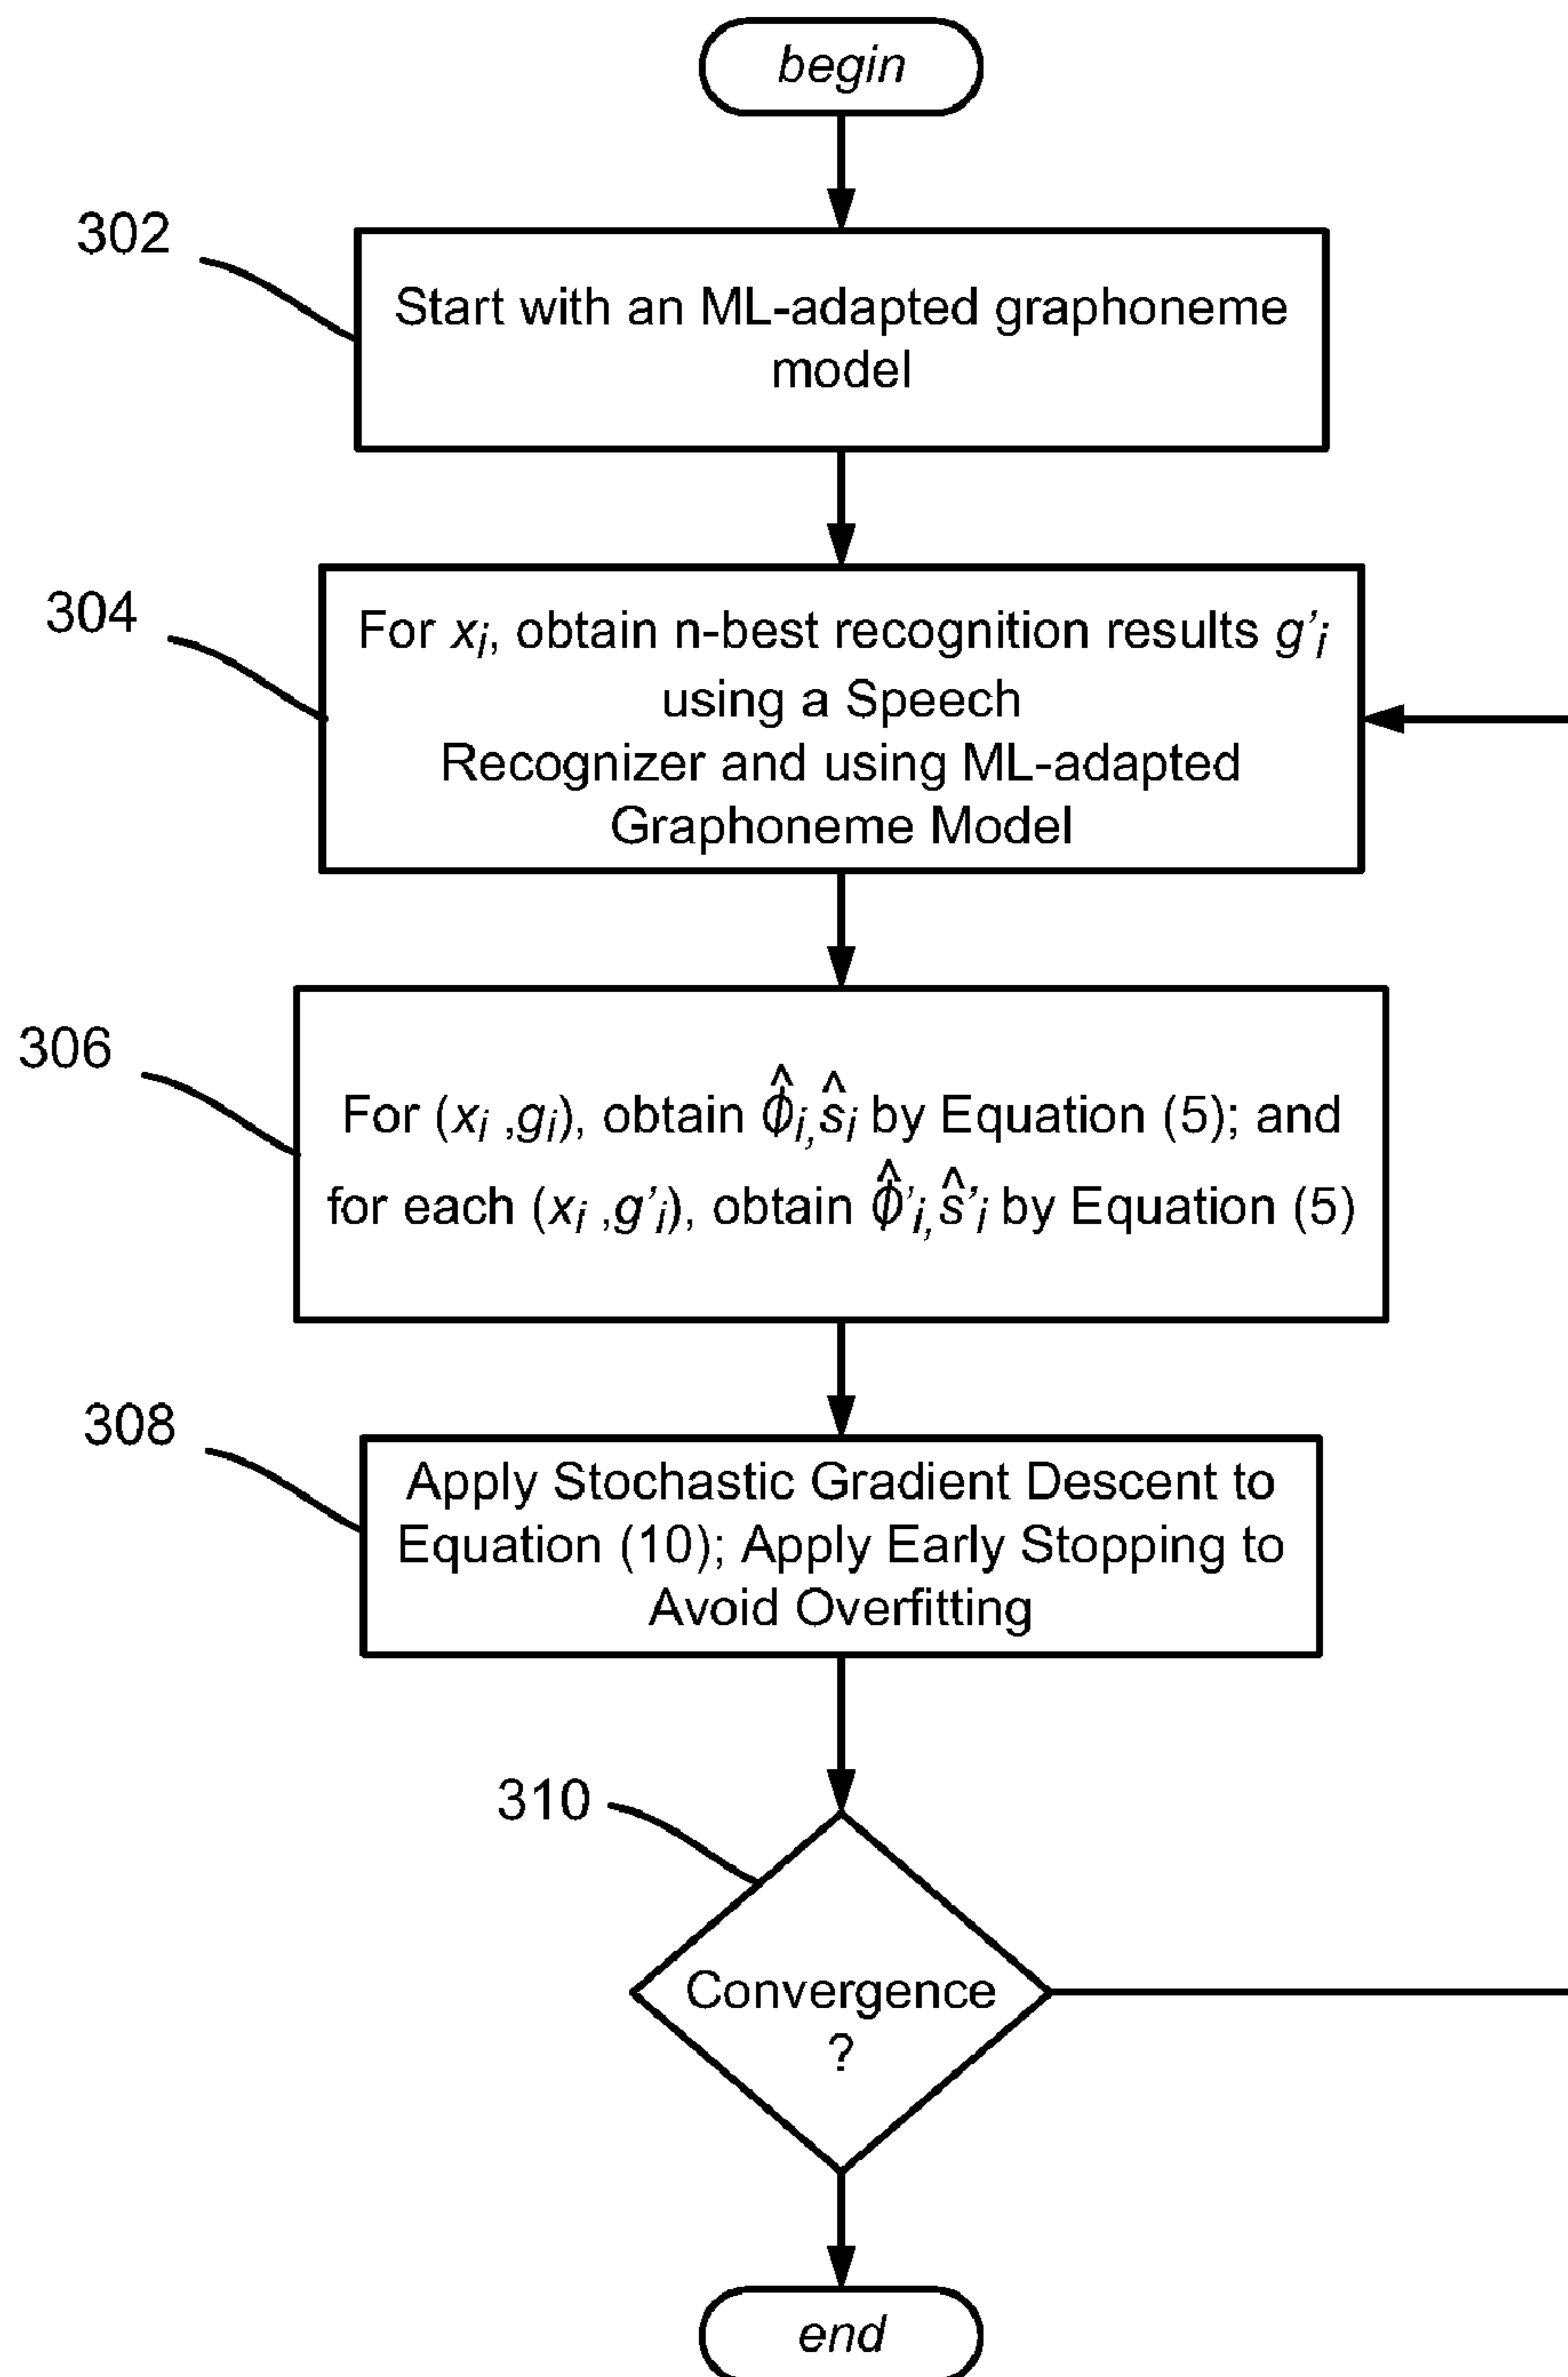 begin
302
Start with an ML-adapted graphoneme
model
304
For xᵢ, obtain n-best recognition results g'ᵢ
using a Speech
Recognizer and using ML-adapted
Graphoneme Model
306
For (xᵢ ,gᵢ), obtain ϕ̂ᵢ,ŝᵢ by Equation (5); and
for each (xᵢ ,g'ᵢ), obtain ϕ̂'ᵢ,ŝ'ᵢ by Equation (5)
308
Apply Stochastic Gradient Descent to
Equation (10); Apply Early Stopping to
Avoid Overfitting
310
Convergence
?
end